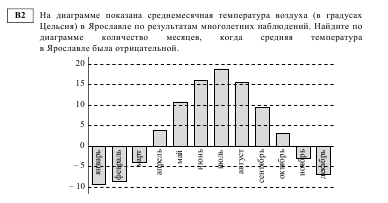 B2
На диаграмме показана среднемесячная температура воздуха (в градусах
Цельсия) в Ярославле по результатам многолетних наблюдений. Найдите по
диаграмме количество месяцев, когда средняя температура
в Ярославле была отрицательной.
20
15
10
5
0
−5
−10
январь
февраль
март
апрель
май
июнь
июль
август
сентябрь
октябрь
ноябрь
декабрь